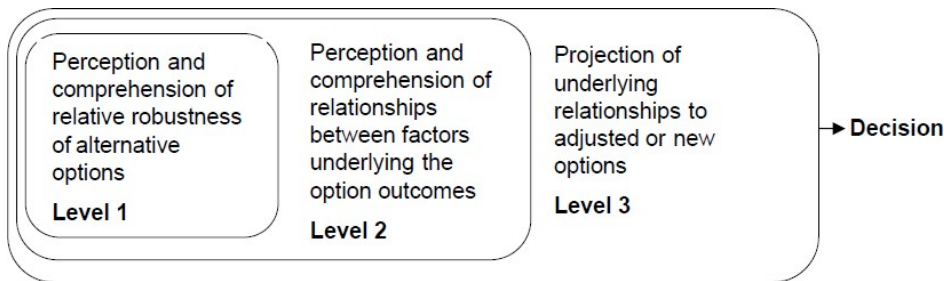 Perception and
comprehension of
relative robustness
of alternative
options
Level 1
Perception and
comprehension of
relationships
between factors
underlying the
option outcomes
Level 2
Projection of
underlying
relationships to
adjusted or new
options
Level 3
Decision